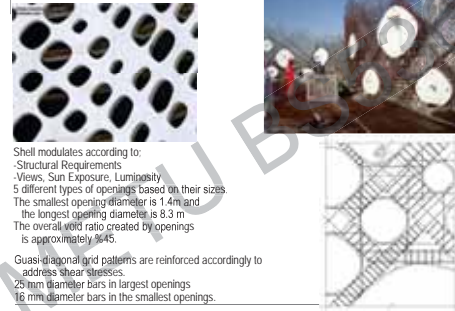 Shell modulates according to;
-Structural Requirements
-Views, Sun Exposure, Luminosity
5 different types of openings based on their sizes.
The smallest opening diameter is 1.4m and
the longest opening diameter is 8.3 m
The overall void ratio created by openings
is approximately %45.
Guasi-diagonal grid patterns are reinforced accordingly to
address shear stresses.
25 mm diameter bars in largest openings
16 mm diameter bars in the smallest openings.
METU BS